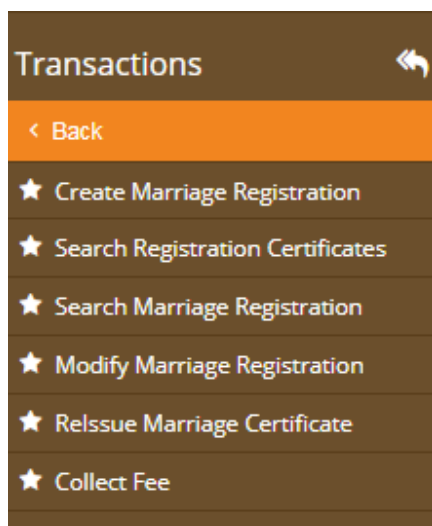 Transactions
< Back
Create Marriage Registration
Search Registration Certificates
Search Marriage Registration
Modify Marriage Registration
ReIssue Marriage Certificate
Collect Fee